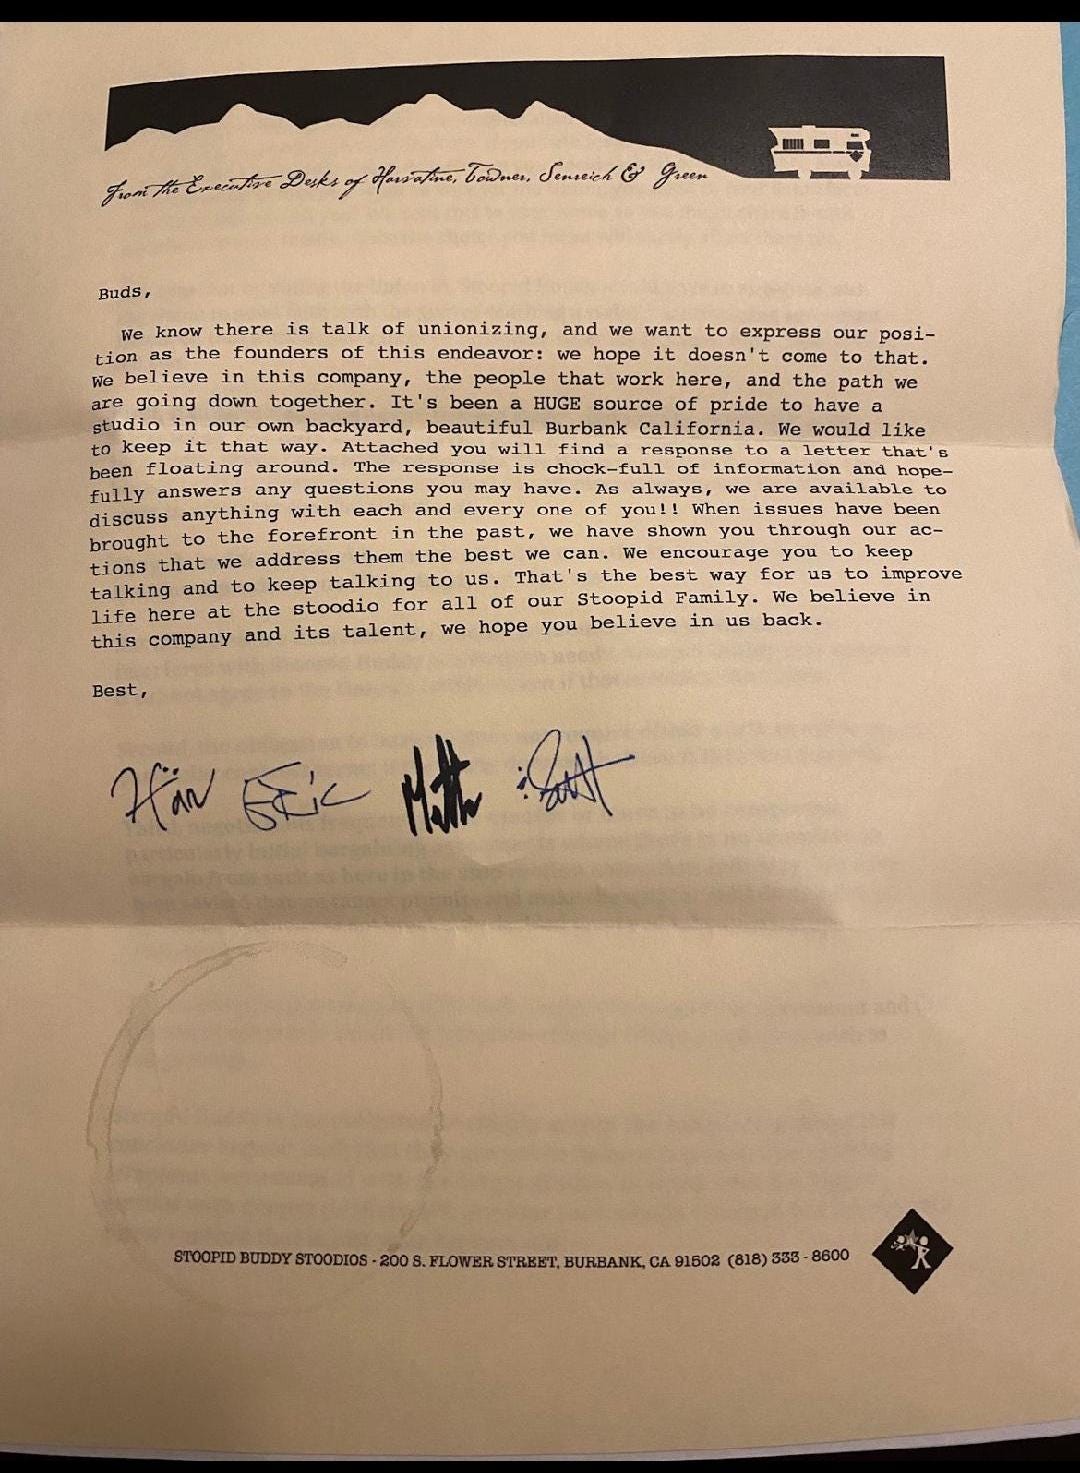 From the Executive Desks of Harvatine, Towner, Senreich & Green
Buds,
We know there is talk of unionizing, and we want to express our posi-
tion as the founders of this endeavor: we hope it doesn't come to that.
We believe in this company, the people that work here, and the path we
are going down together. It's been a HUGE source of pride to have a
studio in our own backyard, beautiful Burbank California. We would like
to keep it that way. Attached you will find a response to a letter that's
been floating around. The response is chock-full of information and hope-
fully answers any questions you may have. As always, we are available to
discuss anything with each and every one of you!! When issues have been
brought to the forefront in the past, we have shown you through our ac-
tions that we address them the best we can. We encourage you to keep
talking and to keep talking to us. That's the best way for us to improve
life here at the stoodio for all of our Stoopid Family. We believe in
this company and its talent, we hope you believe in us back.
Best,
Eric Matt
STOOPID BUDDY STOODIOS - 200 S. FLOWER STREET, BURBANK, CA 91502 (818) 333 - 8600